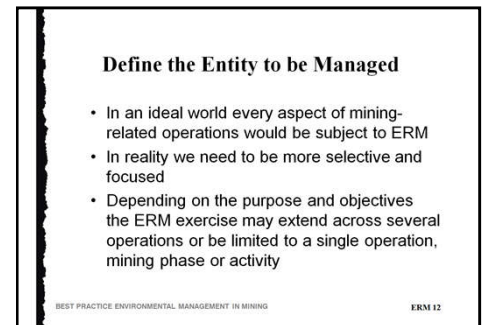 Define the Entity to be Managed
• In an ideal world every aspect of mining-
related operations would be subject to ERM
• In reality we need to be more selective and
focused
• Depending on the purpose and objectives
the ERM exercise may extend across several
operations or be limited to a single operation,
mining phase or activity
BEST PRACTICE ENVIRONMENTAL MANAGEMENT IN MINING
ERM 12